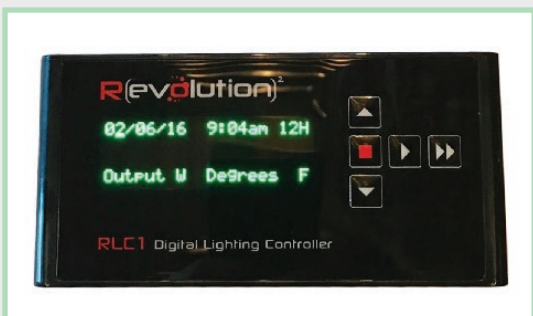 R(evolution)²
02/06/16 9:04am 12H
Output W Degrees F
RLC1 Digital Lighting Controller